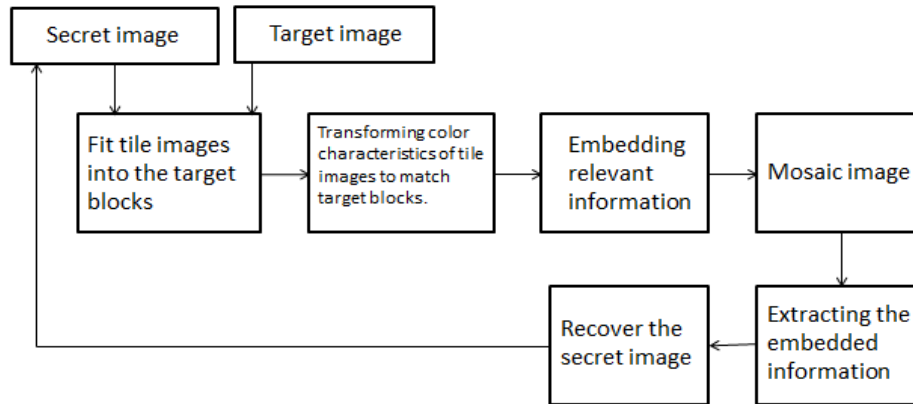 Secret image
Target image
Fit tile images
into the target
blocks
Transforming color
characteristics of tile
images to match
target blocks.
Embedding
relevant
information
Mosaic image
Extracting the
embedded
information
Recover the
secret image